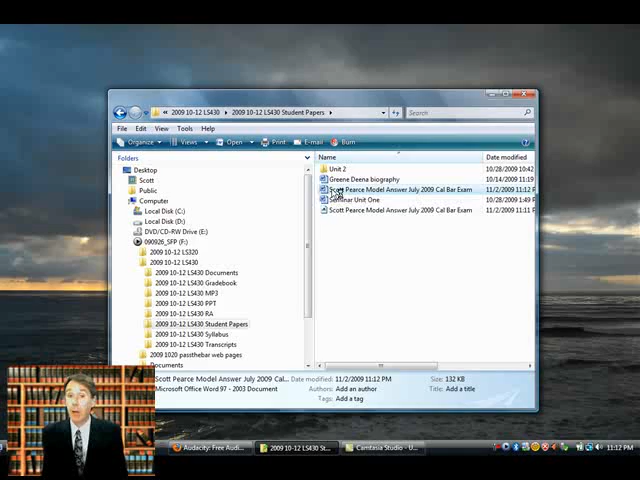 « 2009 10-12 LS430 2009 10-12 LS430 Student Papers Search
File Edit View Tools Help
Organize Views Open Print E-mail Burn
Folders Name Date modified
Desktop
Scott
Public
Computer
Local Disk (C:)
Local Disk (D:)
DVD/CD-RW Drive (E:)
090926_SFP (F:)
2009 10-12 LS320
2009 10-12 LS430
2009 10-12 LS430 Documents
2009 10-12 LS430 Gradebook
2009 10-12 LS430 MP3
2009 10-12 LS430 PPT
2009 10-12 LS430 RA
2009 10-12 LS430 Student Papers
2009 10-12 LS430 Syllabus
2009 10-12 LS430 Transcripts
2009 1020 passthebar web pages
Documents
Unit 2 10/28/2009 10:42
Greene Deena biography 10/14/2009 11:19
Scott Pearce Model Answer July 2009 Cal Bar Exam 11/2/2009 11:12 P
Seminar Unit One 10/28/2009 1:49 P
Scott Pearce Model Answer July 2009 Cal Bar Exam 11/2/2009 11:11 P
Scott Pearce Model Answer July 2009 Cal... Date modified: 11/2/2009 11:12 PM Size: 132 KB
Microsoft Office Word 97 - 2003 Document Authors: Add an author Title: Add a title
Tags: Add a tag
Audacity: Free Audi... 2009 10-12 LS430 St... Camtasia Studio - U... 11:12 PM